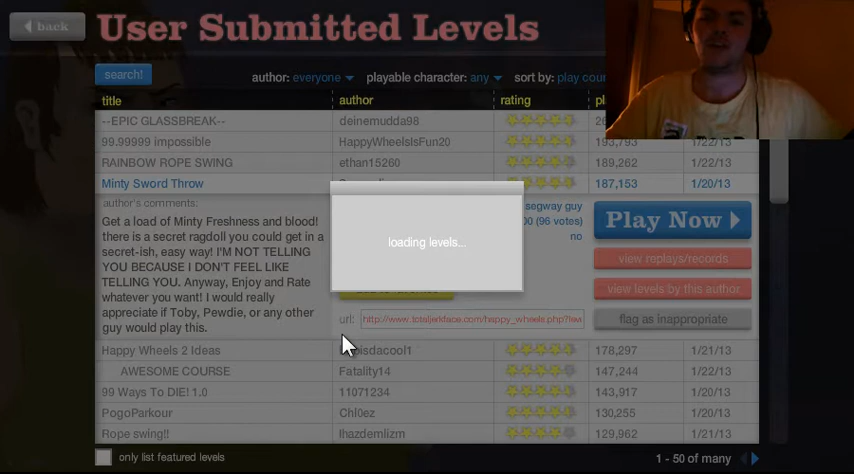 back
User Submitted Levels
search!
author: everyone
playable character: any
sort by: play coun
title author rating pl
--EPIC GLASSBREAK-- deinemudda98
99.99999 impossible HappyWheelsIsFun20 193,793 1/22/13
RAINBOW ROPE SWING ethan15260 189,262 1/22/13
Minty Sword Throw 187,153 1/20/13
author's comments:
Get a load of Minty Freshness and blood!
there is a secret ragdoll you could get in a
secret-ish, easy way! I'M NOT TELLING
YOU BECAUSE I DON'T FEEL LIKE
TELLING YOU. Anyway, Enjoy and Rate
whatever you want! I would really
appreciate if Toby, Pewdie, or any other
guy would play this.
segway guy
00 (96 votes)
no
loading levels...
url: http://www.totaljerkface.com/happy_wheels.php?lev
Play Now
view replays/records
view levels by this author
flag as inappropriate
Happy Wheels 2 Ideas isdacool1 178,297 1/21/13
AWESOME COURSE Fatality14 147,244 1/22/13
99 Ways To DIE! 1.0 11071234 143,917 1/20/13
PogoParkour Chl0ez 130,255 1/20/13
Rope swing!! lhazdemlizm 129,962 1/21/13
only list featured levels
1 - 50 of many